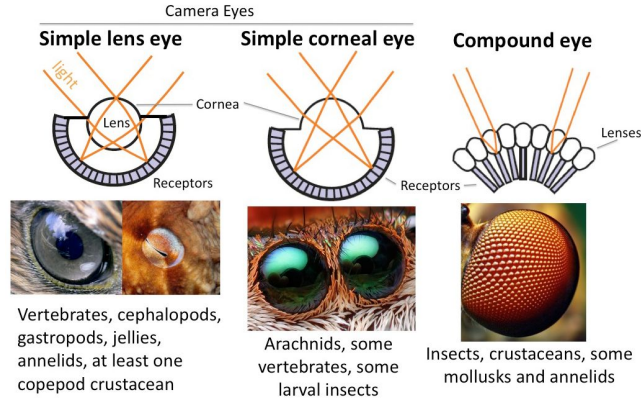 Camera Eyes
Simple lens eye
Simple corneal eye
Compound eye
light
Cornea
Lens
Lenses
Receptors
Receptors
Vertebrates, cephalopods,
gastropods, jellies,
annelids, at least one
copepod crustacean
Arachnids, some
vertebrates, some
larval insects
Insects, crustaceans, some
mollusks and annelids